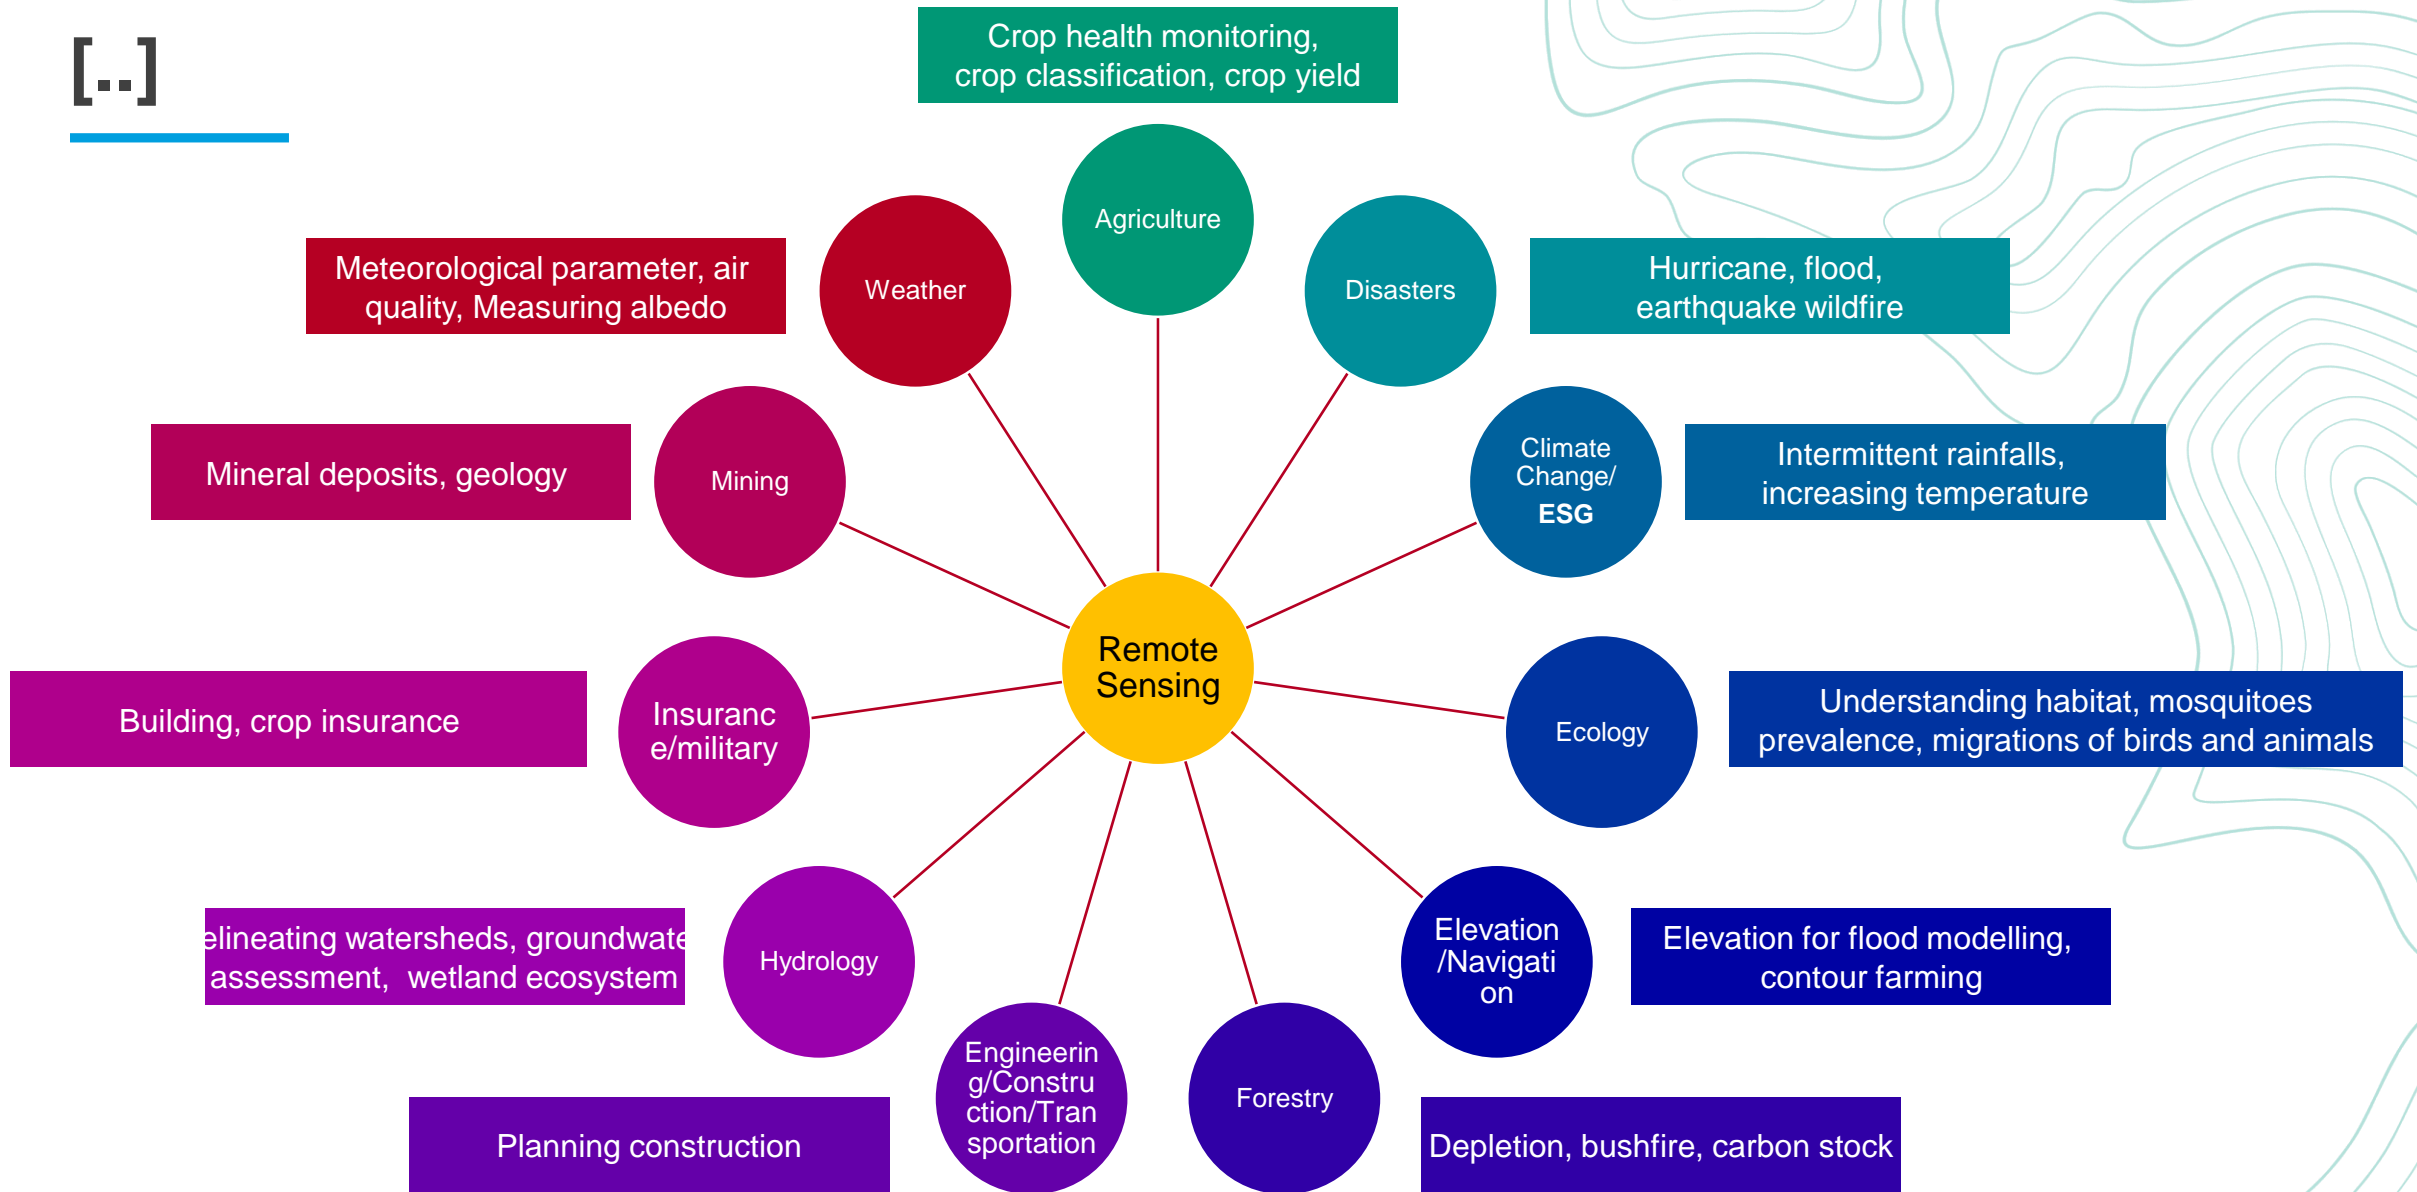 [..]
Crop health monitoring,
crop classification, crop yield
Agriculture
Weather
Meteorological parameter, air
quality, Measuring albedo
Disasters
Hurricane, flood,
earthquake wildfire
Mining
Mineral deposits, geology
Climate
Change/
ESG
Intermittent rainfalls,
increasing temperature
Remote
Sensing
Insuranc
e/military
Building, crop insurance
Ecology
Understanding habitat, mosquitoes
prevalence, migrations of birds and animals
Hydrology
elineating watersheds, groundwate
assessment,  wetland ecosystem
Elevation
/Navigati
on
Elevation for flood modelling,
contour farming
Engineerin
g/Constru
ction/Tran
sportation
Planning construction
Forestry
Depletion, bushfire, carbon stock